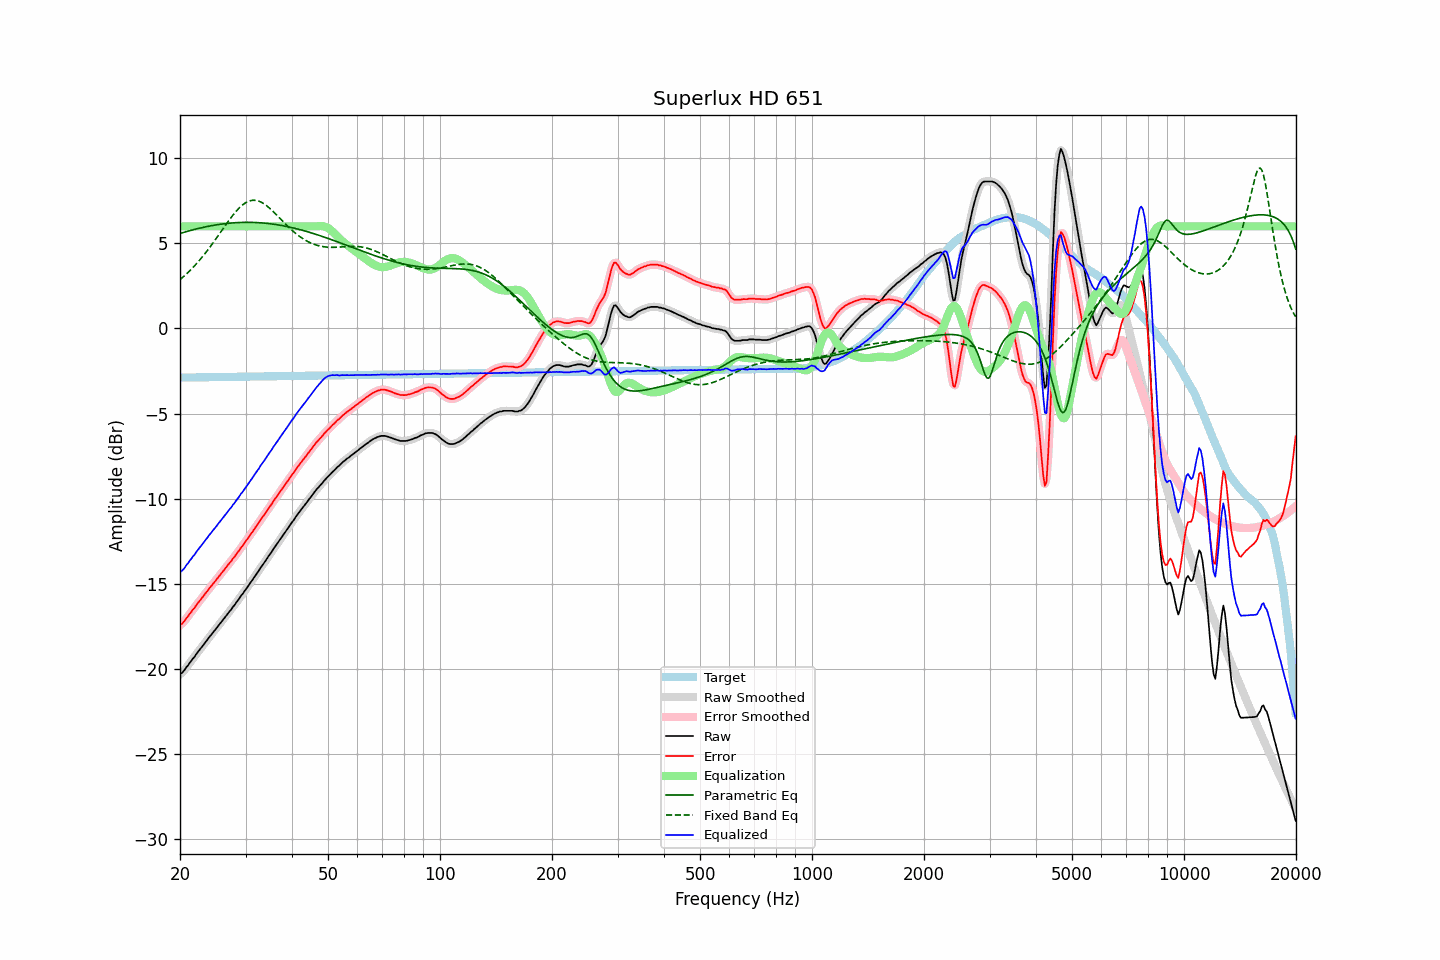 Superlux HD 651
Amplitude (dBr)
10
5
0
−5
−10
−15
−20
−25
−30
Target
Raw Smoothed
Error Smoothed
Raw
Error
Equalization
Parametric Eq
Fixed Band Eq
Equalized
20 50 100 200 500 1000 2000 5000 10000 20000
Frequency (Hz)